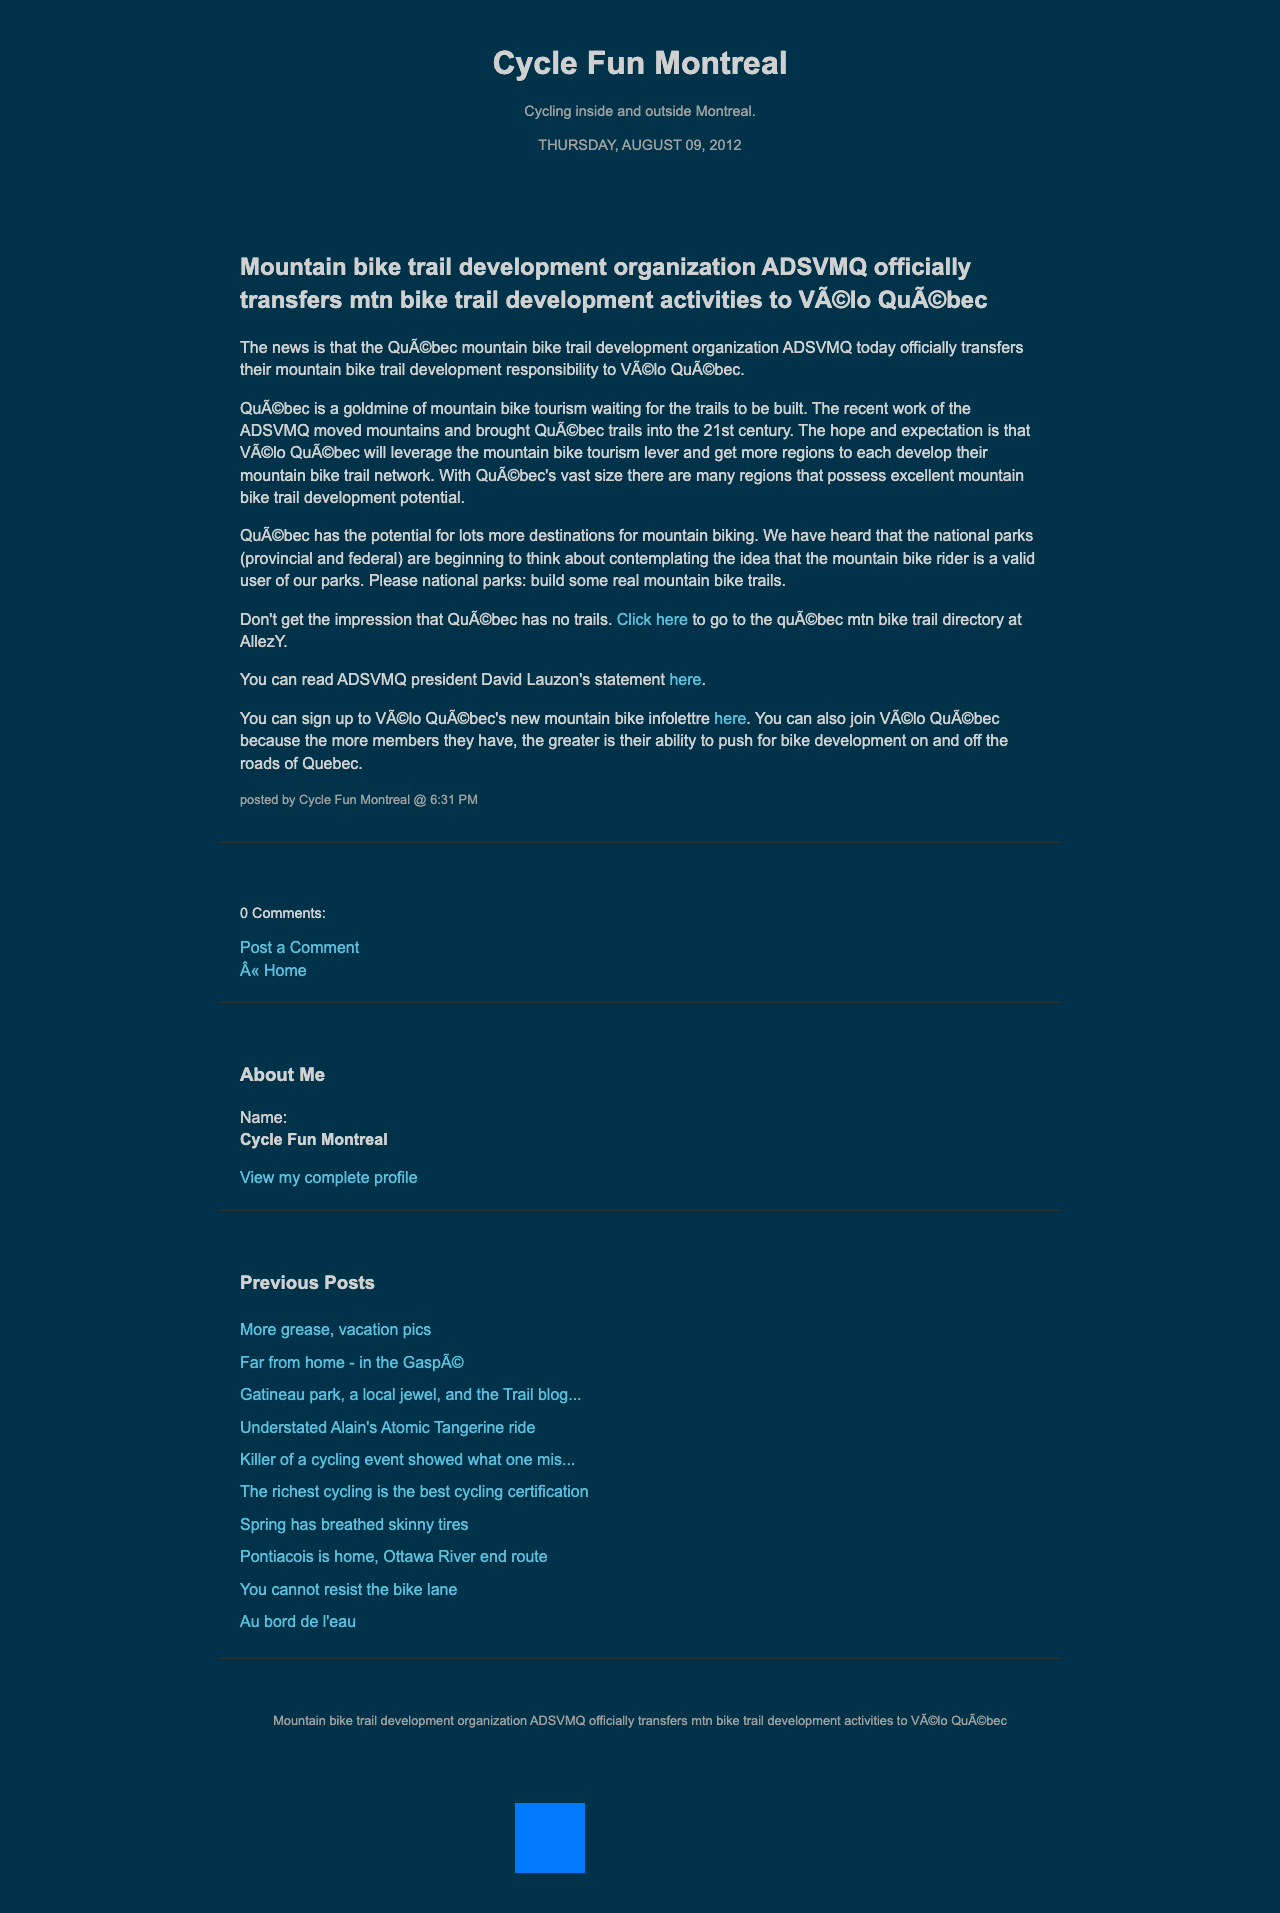 Cycle Fun Montreal
Cycling inside and outside Montreal.
THURSDAY, AUGUST 09, 2012
Mountain bike trail development organization ADSVMQ officially
transfers mtn bike trail development activities to VÃ©lo QuÃ©bec
The news is that the QuÃ©bec mountain bike trail development organization ADSVMQ today officially transfers
their mountain bike trail development responsibility to VÃ©lo QuÃ©bec.
QuÃ©bec is a goldmine of mountain bike tourism waiting for the trails to be built. The recent work of the
ADSVMQ moved mountains and brought QuÃ©bec trails into the 21st century. The hope and expectation is that
VÃ©lo QuÃ©bec will leverage the mountain bike tourism lever and get more regions to each develop their
mountain bike trail network. With QuÃ©bec's vast size there are many regions that possess excellent mountain
bike trail development potential.
QuÃ©bec has the potential for lots more destinations for mountain biking. We have heard that the national parks
(provincial and federal) are beginning to think about contemplating the idea that the mountain bike rider is a valid
user of our parks. Please national parks: build some real mountain bike trails.
Don't get the impression that QuÃ©bec has no trails. Click here to go to the quÃ©bec mtn bike trail directory at
AllezY.
You can read ADSVMQ president David Lauzon's statement here.
You can sign up to VÃ©lo QuÃ©bec's new mountain bike infolettre here. You can also join VÃ©lo QuÃ©bec
because the more members they have, the greater is their ability to push for bike development on and off the
roads of Quebec.
posted by Cycle Fun Montreal @ 6:31 PM
0 Comments:
Post a Comment
Â« Home
About Me
Name:
Cycle Fun Montreal
View my complete profile
Previous Posts
More grease, vacation pics
Far from home - in the GaspÃ©
Gatineau park, a local jewel, and the Trail blog...
Understated Alain's Atomic Tangerine ride
Killer of a cycling event showed what one mis...
The richest cycling is the best cycling certification
Spring has breathed skinny tires
Pontiacois is home, Ottawa River end route
You cannot resist the bike lane
Au bord de l'eau
Mountain bike trail development organization ADSVMQ officially transfers mtn bike trail development activities to VÃ©lo QuÃ©bec